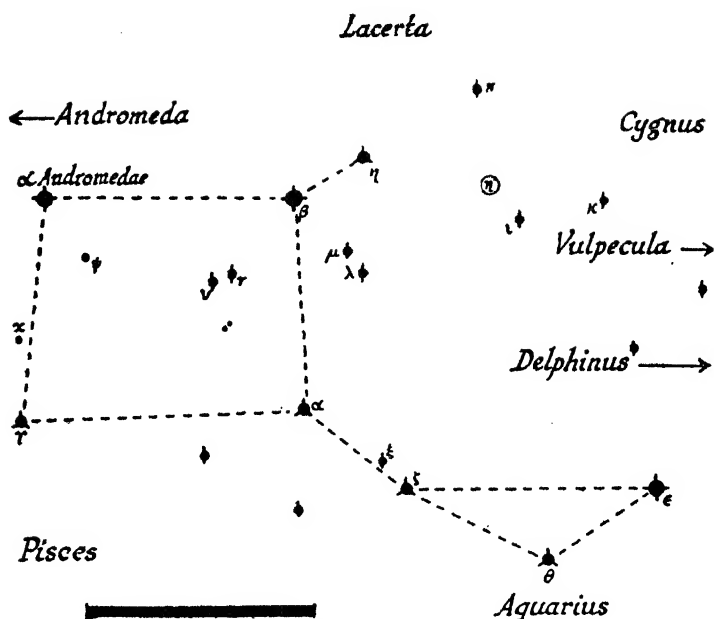 Lacerta
π
←Andromeda
Cygnus
η
α Andromedae
β
η
ι
κ
μ
λ
Vulpecula →
ψ
ν
τ
χ
Delphinus →
γ
α
ξ
ζ
ε
Pisces
θ
Aquarius